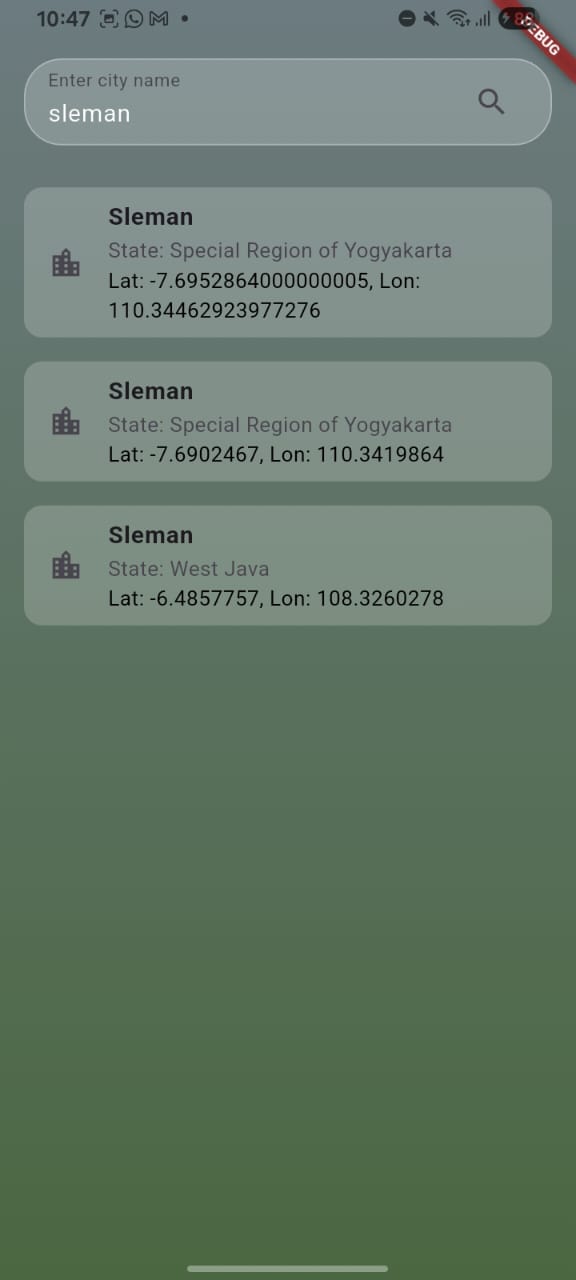 10:47
DEBUG
Enter city name
sleman
Sleman
State: Special Region of Yogyakarta
Lat: -7.6952864000000005, Lon:
110.34462923977276
Sleman
State: Special Region of Yogyakarta
Lat: -7.6902467, Lon: 110.3419864
Sleman
State: West Java
Lat: -6.4857757, Lon: 108.3260278